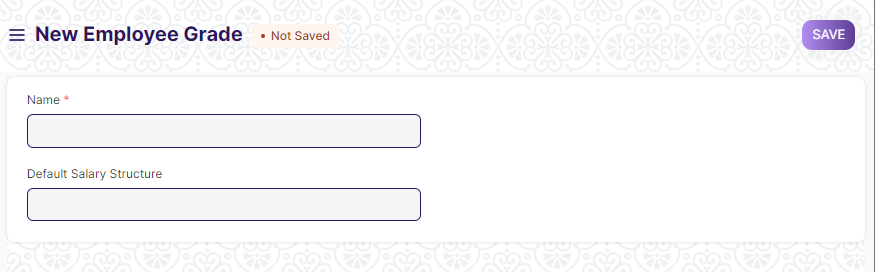 New Employee Grade • Not Saved SAVE
Name *
Default Salary Structure